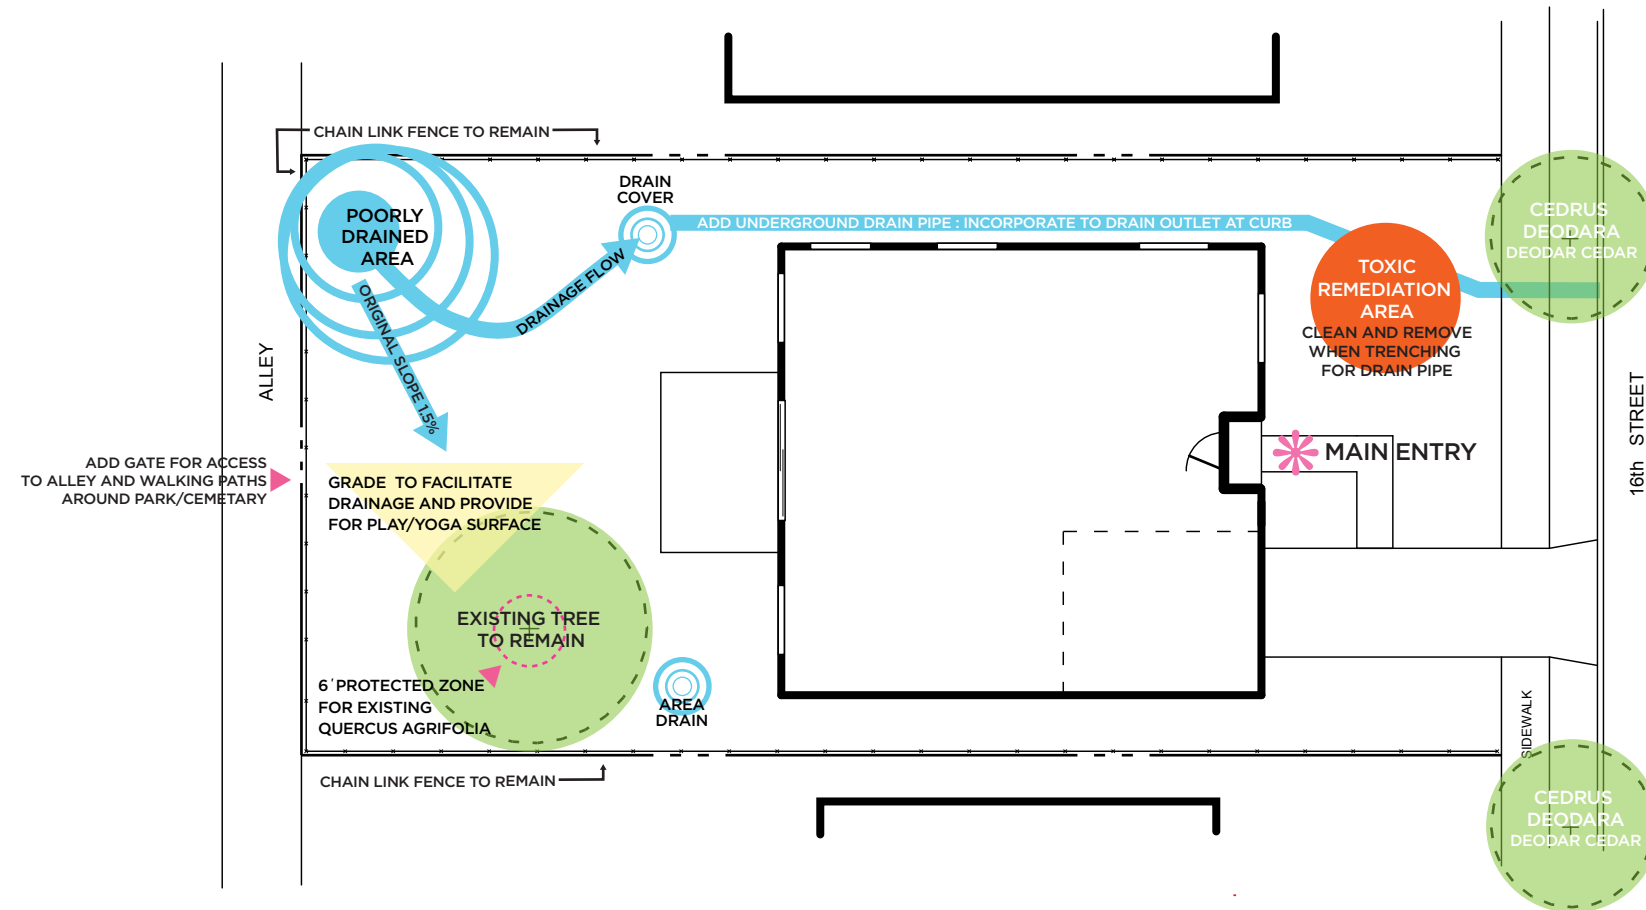 CHAIN LINK FENCE TO REMAIN
POORLY
DRAINED
AREA
DRAIN
COVER
ADD UNDERGROUND DRAIN PIPE : INCORPORATE TO DRAIN OUTLET AT CURB
CEDRUS
DEODARA
DEODAR CEDAR
DRAINAGE FLOW
ORIGINAL SLOPE 1.5%
TOXIC
REMEDIATION
AREA
CLEAN AND REMOVE
WHEN TRENCHING
FOR DRAIN PIPE
ALLEY
16th STREET
MAIN ENTRY
ADD GATE FOR ACCESS
TO ALLEY AND WALKING PATHS
AROUND PARK/CEMETARY
GRADE TO FACILITATE
DRAINAGE AND PROVIDE
FOR PLAY/YOGA SURFACE
EXISTING TREE
TO REMAIN
6'PROTECTED ZONE
FOR EXISTING
QUERCUS AGRIFOLIA
AREA
DRAIN
SIDEWALK
CHAIN LINK FENCE TO REMAIN
CEDRUS
DEODARA
DEODAR CEDAR